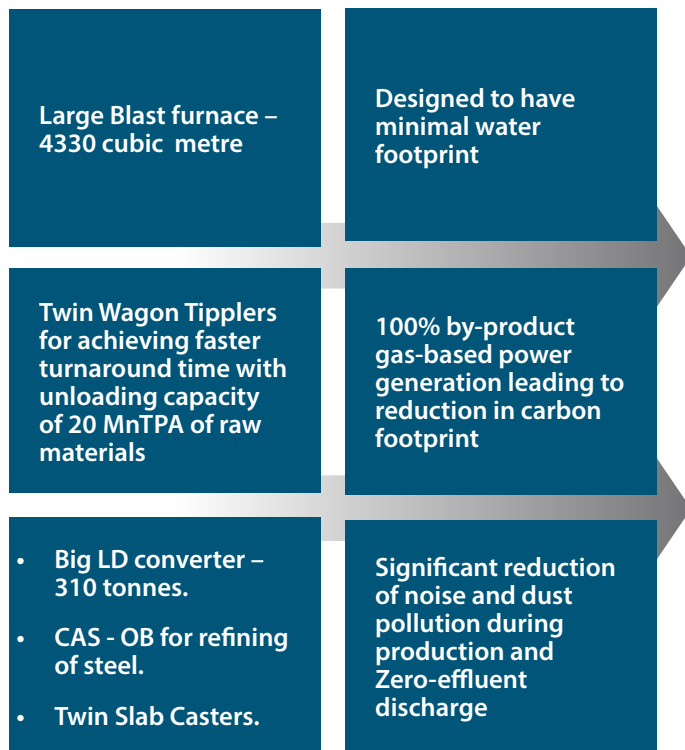 Large Blast furnace –
4330 cubic metre
Designed to have
minimal water
footprint
Twin Wagon Tipplers
for achieving faster
turnaround time with
unloading capacity
of 20 MnTPA of raw
materials
100% by-product
gas-based power
generation leading to
reduction in carbon
footprint
• Big LD converter –
310 tonnes.
• CAS - OB for refining
of steel.
• Twin Slab Casters.
Significant reduction
of noise and dust
pollution during
production and
Zero-effluent
discharge